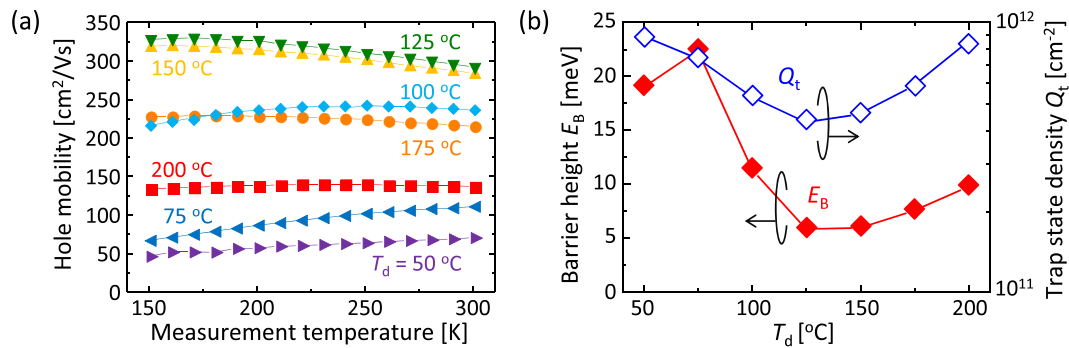 (a)
Hole mobility [cm²/Vs]
350
300
250
200
150
100
50
0
125 °C
150 °C
100 °C
175 °C
200 °C
75 °C
T_d = 50 °C
150 200 250 300
Measurement temperature [K]
(b)
Barrier height E_B [meV]
25
20
15
10
5
0
Q_t
E_B
10¹²
10¹¹
Trap state density Q_t [cm⁻²]
50 75 100 125 150 175 200
T_d [°C]